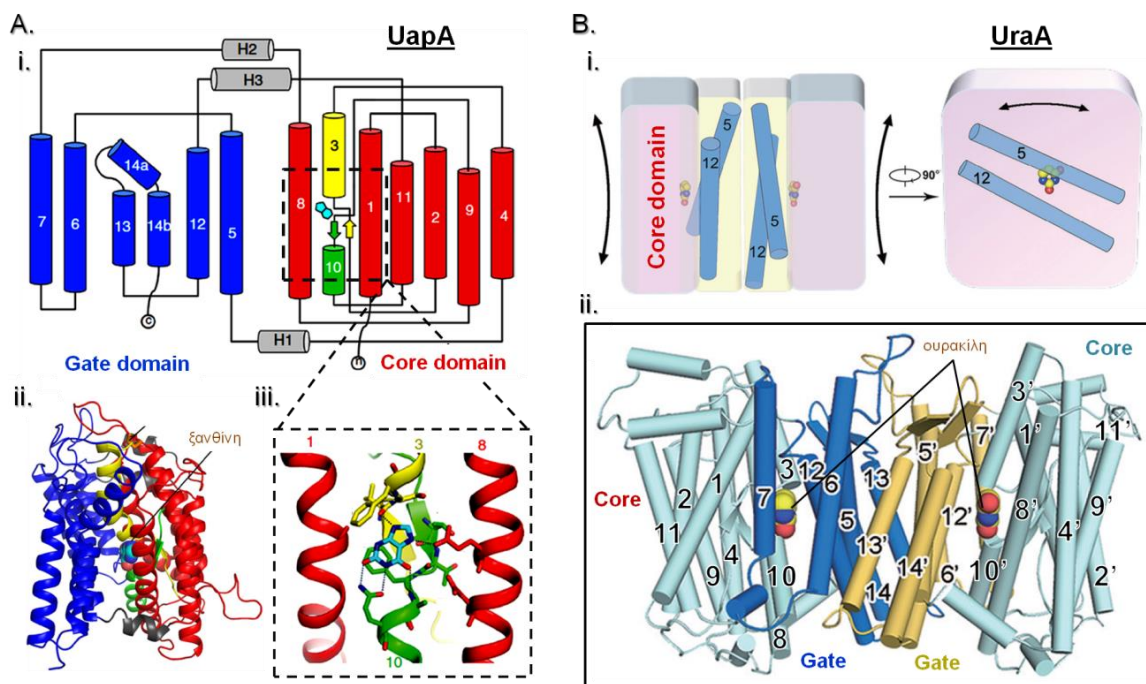 A.
UapA
i.
H2
H3
3
14a
7
6
13
14b
12
5
8
1
11
2
9
4
10
C
H1
Gate domain
Core domain
ii.
ξανθίνη
iii.
1
3
8
10
B.
UraA
i.
Core domain
5
12
5
12
90°
5
12
ii.
ουρακίλη
Core
Core
3'
1'
11'
7'
5'
3
12
6
13
7
1
2
11
4
9
10
8
5
13'
14
14'
12'
6'
10'
8'
4'
9'
2'
Gate
Gate